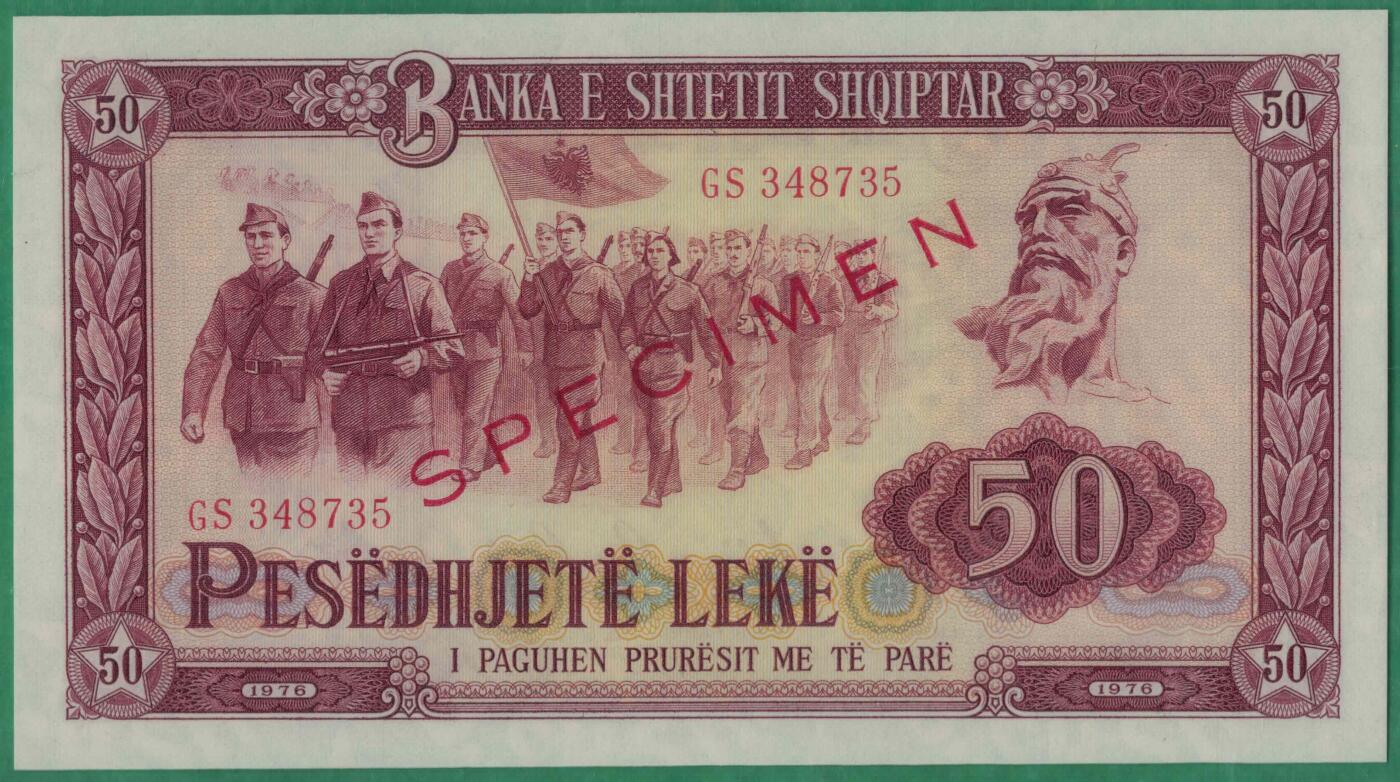 50 BANKA E SHTETIT SHQIPTAR 50
GS 348735
SPECIMEN
GS 348735
50
PESËDHJETË LEKË
I PAGUHEN PRURËSIT ME TË PARË
50 1976 1976 50